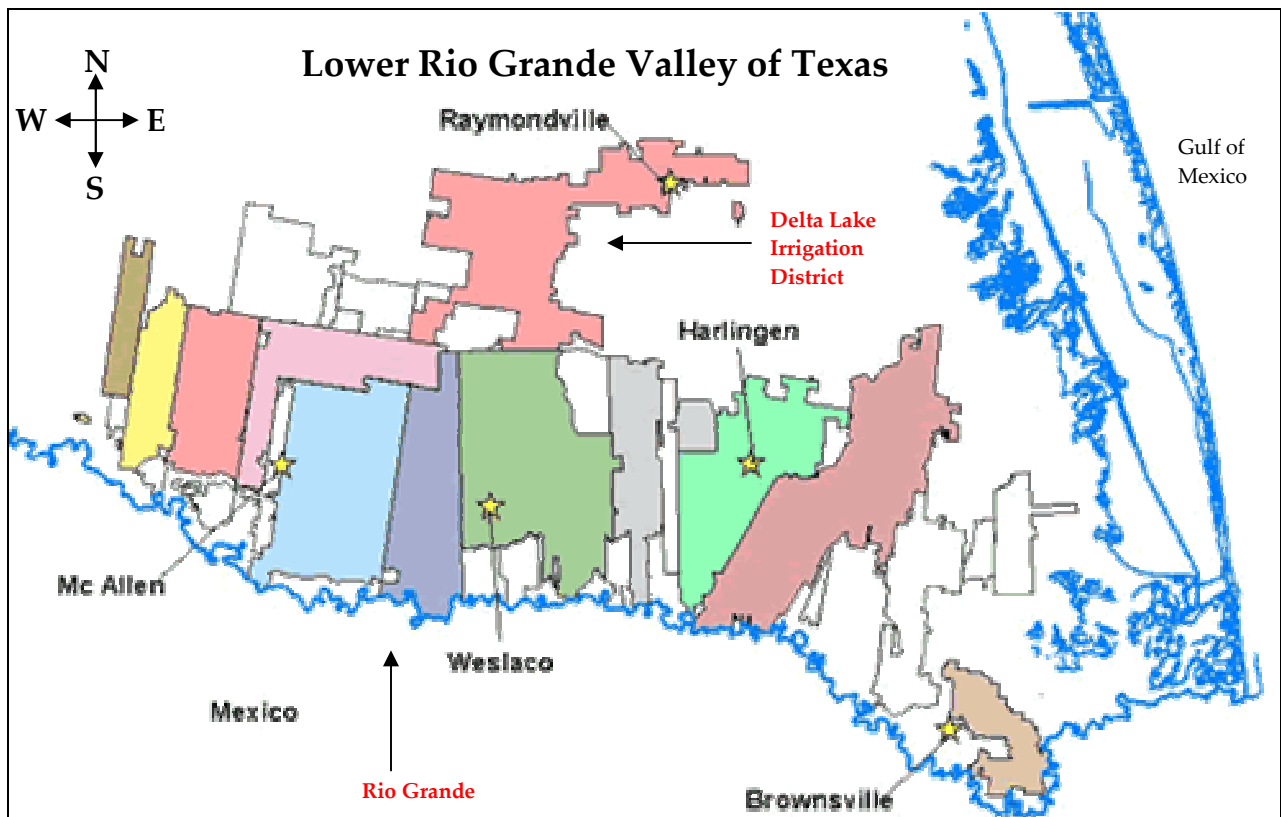 Lower Rio Grande Valley of Texas
N
W
E
S
Raymondville
Gulf of
Mexico
Delta Lake
Irrigation
District
Harlingen
Mc Allen
Weslaco
Mexico
Rio Grande
Brownsville